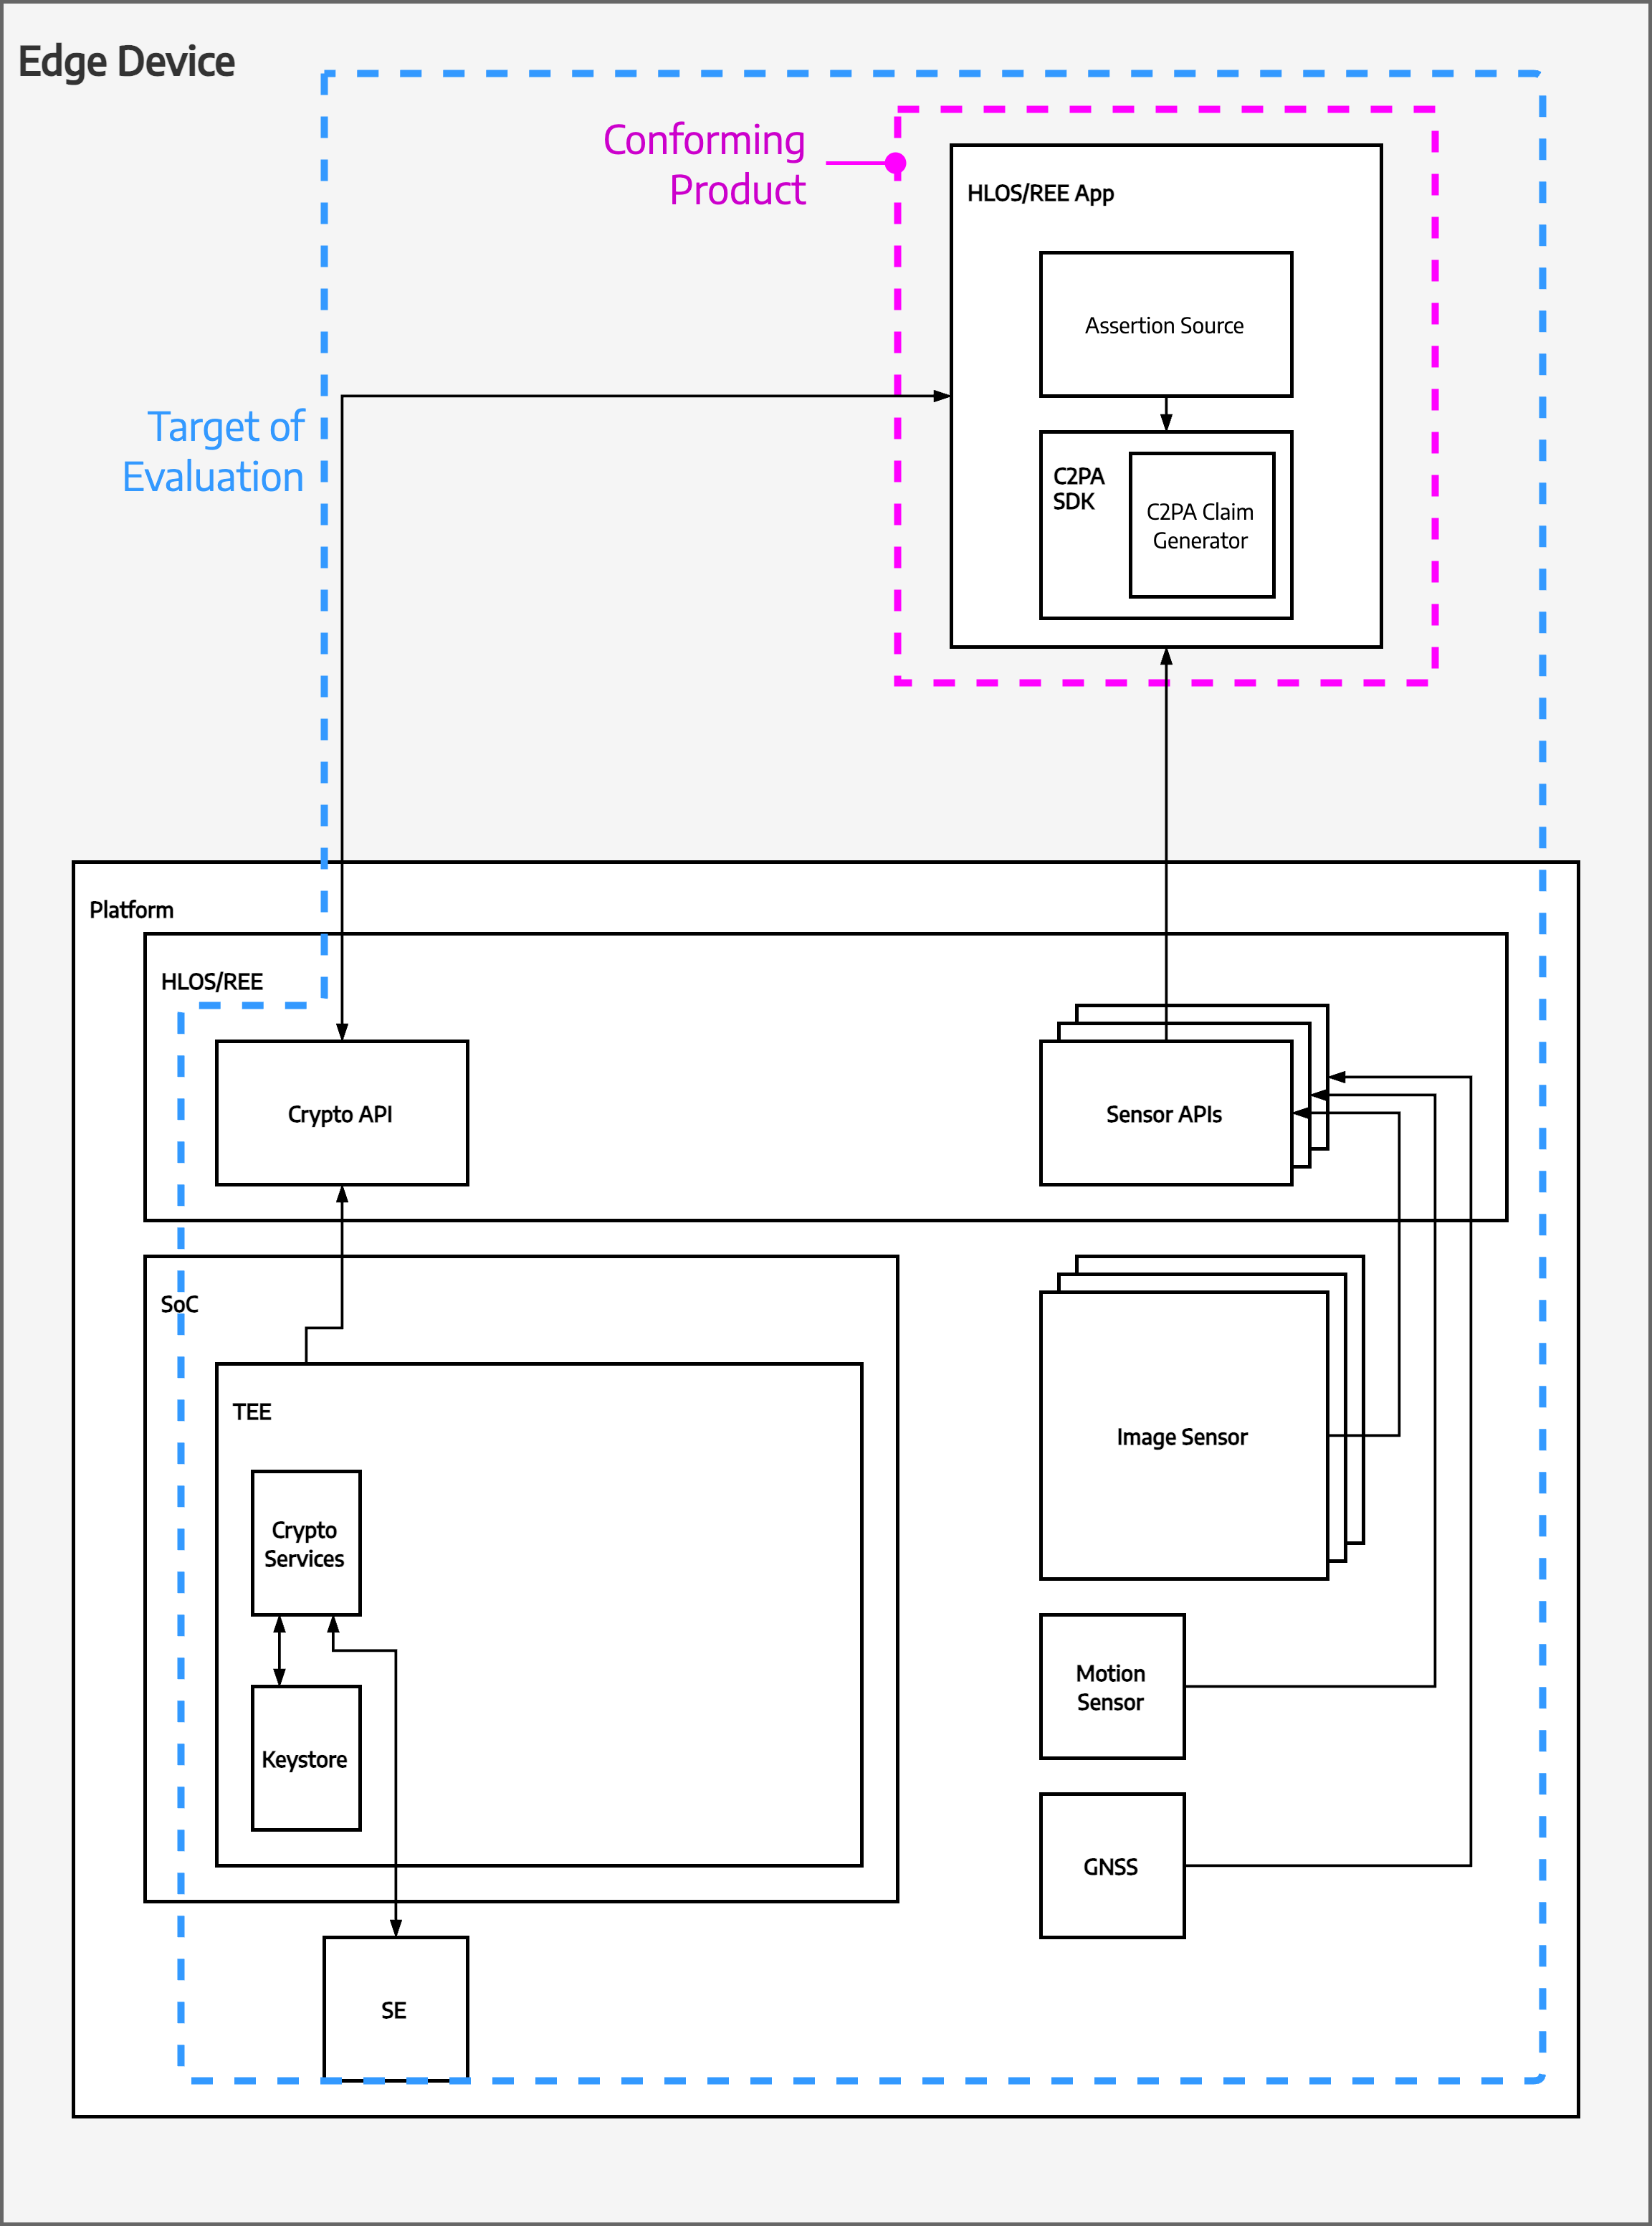 Edge Device
Conforming
Product
HLOS/REE App
Assertion Source
Target of
Evaluation
C2PA
SDK
C2PA Claim
Generator
Platform
HLOS/REE
Crypto API
Sensor APIs
SoC
TEE
Image Sensor
Crypto
Services
Motion
Sensor
Keystore
GNSS
SE